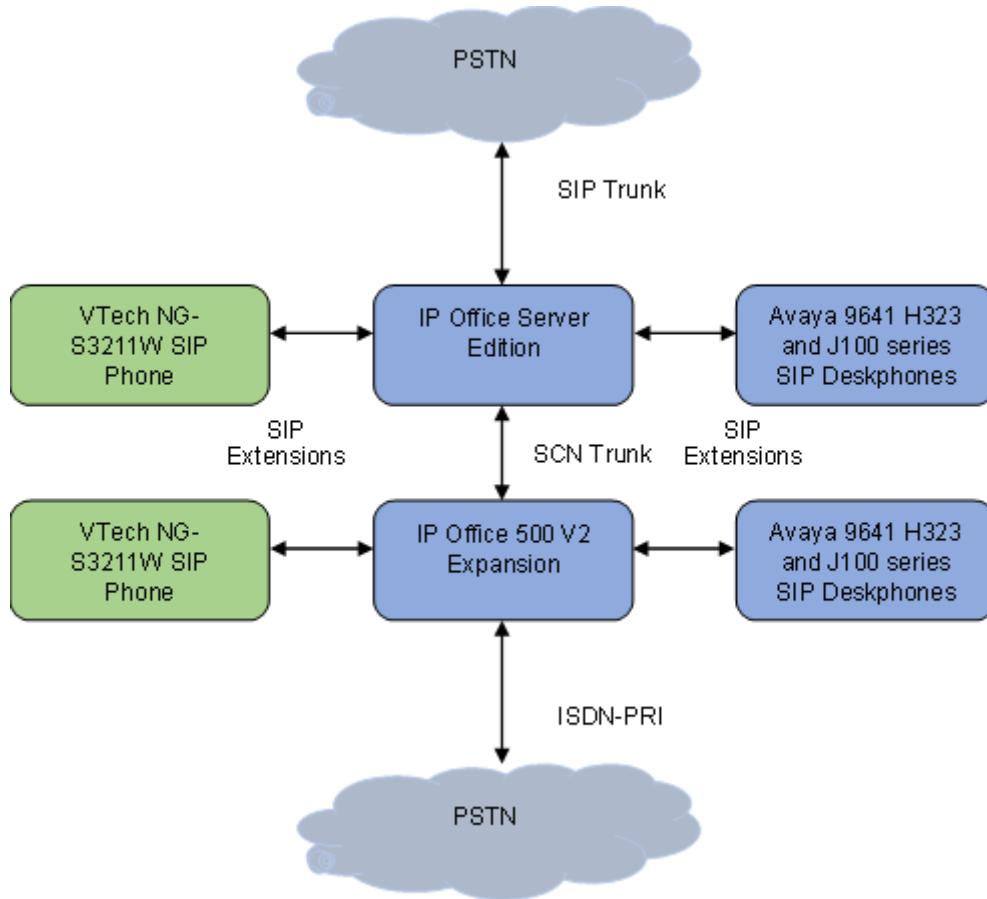 PSTN
SIP Trunk
VTech NG-
S3211W SIP
Phone
IP Office Server
Edition
Avaya 9641 H323
and J100 series
SIP Deskphones
SIP
Extensions
SCN Trunk
SIP
Extensions
VTech NG-
S3211W SIP
Phone
IP Office 500 V2
Expansion
Avaya 9641 H323
and J100 series
SIP Deskphones
ISDN-PRI
PSTN